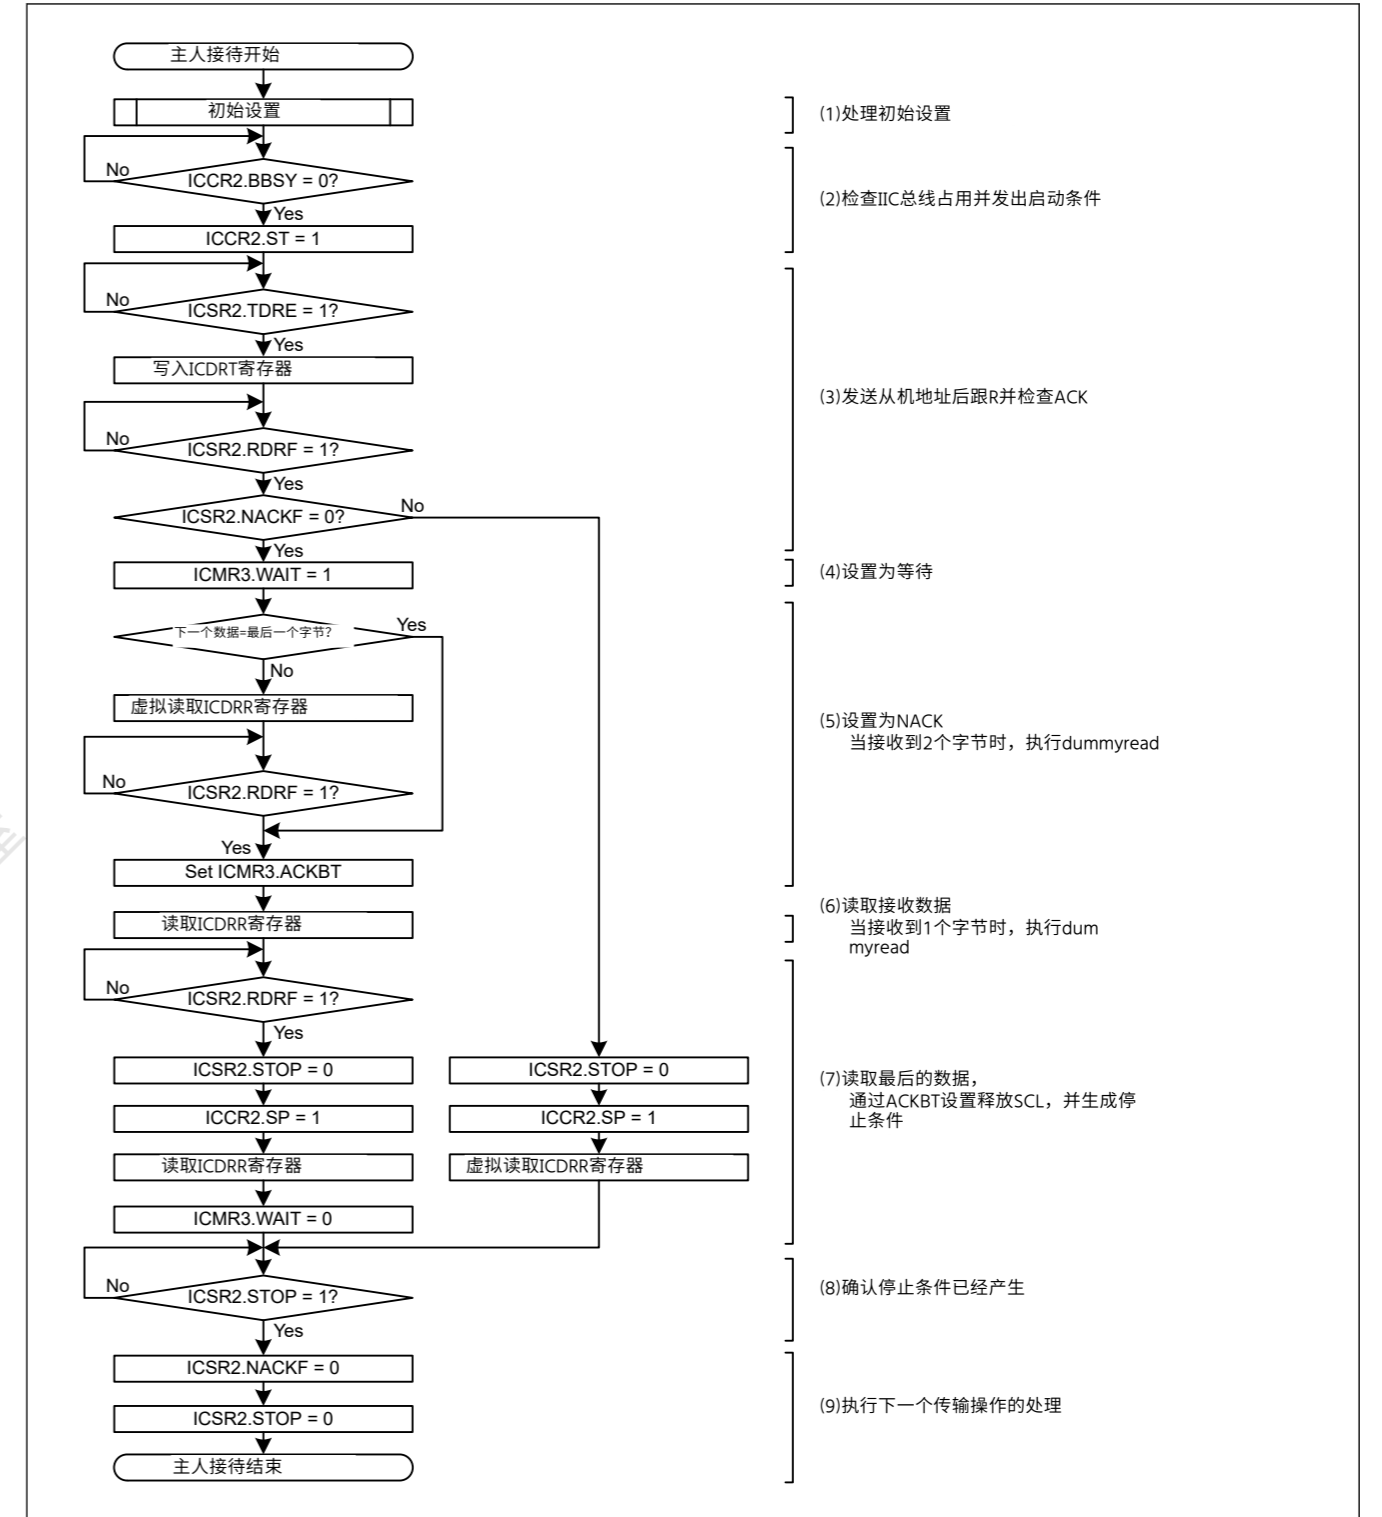 主人接待开始
初始设置
(1)处理初始设置
No
ICCR2.BBSY = 0?
Yes
ICCR2.ST = 1
(2)检查IIC总线占用并发出启动条件
No
ICSR2.TDRE = 1?
Yes
写入ICDRT寄存器
No
ICSR2.RDRF = 1?
Yes
ICSR2.NACKF = 0?
No
Yes
(3)发送从机地址后跟R并检查ACK
ICMR3.WAIT = 1
(4)设置为等待
下一个数据=最后一个字节?
Yes
No
虚拟读取ICDRR寄存器
No
ICSR2.RDRF = 1?
Yes
Set ICMR3.ACKBT
(5)设置为NACK
当接收到2个字节时，执行dummyread
读取ICDRR寄存器
(6)读取接收数据
当接收到1个字节时，执行dum
myread
No
ICSR2.RDRF = 1?
Yes
ICSR2.STOP = 0
ICCR2.SP = 1
读取ICDRR寄存器
ICMR3.WAIT = 0
ICSR2.STOP = 0
ICCR2.SP = 1
虚拟读取ICDRR寄存器
(7)读取最后的数据，
通过ACKBT设置释放SCL，并生成停
止条件
No
ICSR2.STOP = 1?
Yes
(8)确认停止条件已经产生
ICSR2.NACKF = 0
ICSR2.STOP = 0
(9)执行下一个传输操作的处理
主人接待结束